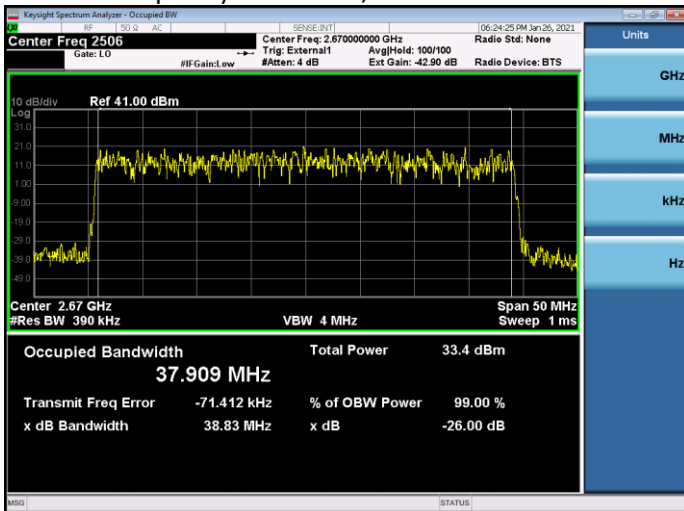 Keysight Spectrum Analyzer - Occupied BW
RF 50 Ω AC SENSE:INT 06:24:25 PM Jan 26, 2021
Center Freq 2506 Center Freq: 2.670000000 GHz Radio Std: None
Gate: LO Trig: External1 Avg|Hold: 100/100
#IFGain:Low #Atten: 4 dB Ext Gain: -42.90 dB Radio Device: BTS
10 dB/div Ref 41.00 dBm
Log
31.0
21.0
11.0
1.00
-9.00
-19.0
-29.0
-39.0
-49.0
Center 2.67 GHz Span 50 MHz
#Res BW 390 kHz VBW 4 MHz Sweep 1 ms
Occupied Bandwidth Total Power 33.4 dBm
37.909 MHz
Transmit Freq Error -71.412 kHz % of OBW Power 99.00 %
x dB Bandwidth 38.83 MHz x dB -26.00 dB
MSG STATUS
Units
GHz
MHz
kHz
Hz